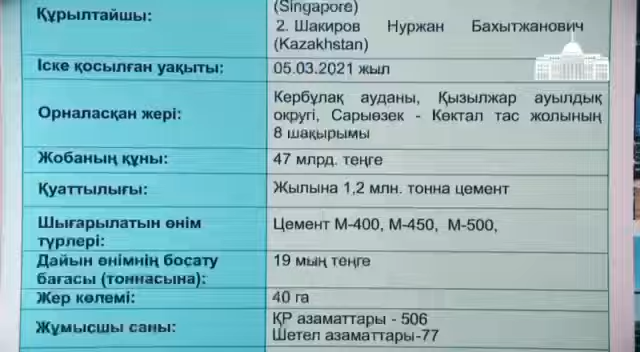 Құрылтайшы:
(Singapore)
2. Шакиров Нуржан Бахытжанович
(Kazakhstan)
Іске қосылған уақыты:
05.03.2021 жыл
Орналасқан жері:
Кербұлақ ауданы, Қызылжар ауылдық
округі, Сарыөзек - Көктал тас жолының
8 шақырымы
Жобаның құны:
47 млрд. теңге
Қуаттылығы:
Жылына 1,2 млн. тонна цемент
Шығарылатын өнім
түрлері:
Цемент М-400, М-450, М-500,
Дайын өнімнің босату
бағасы (тоннасына):
19 мың теңге
Жер көлемі:
40 га
Жұмысшы саны:
ҚР азаматтары - 506
Шетел азаматтары-77